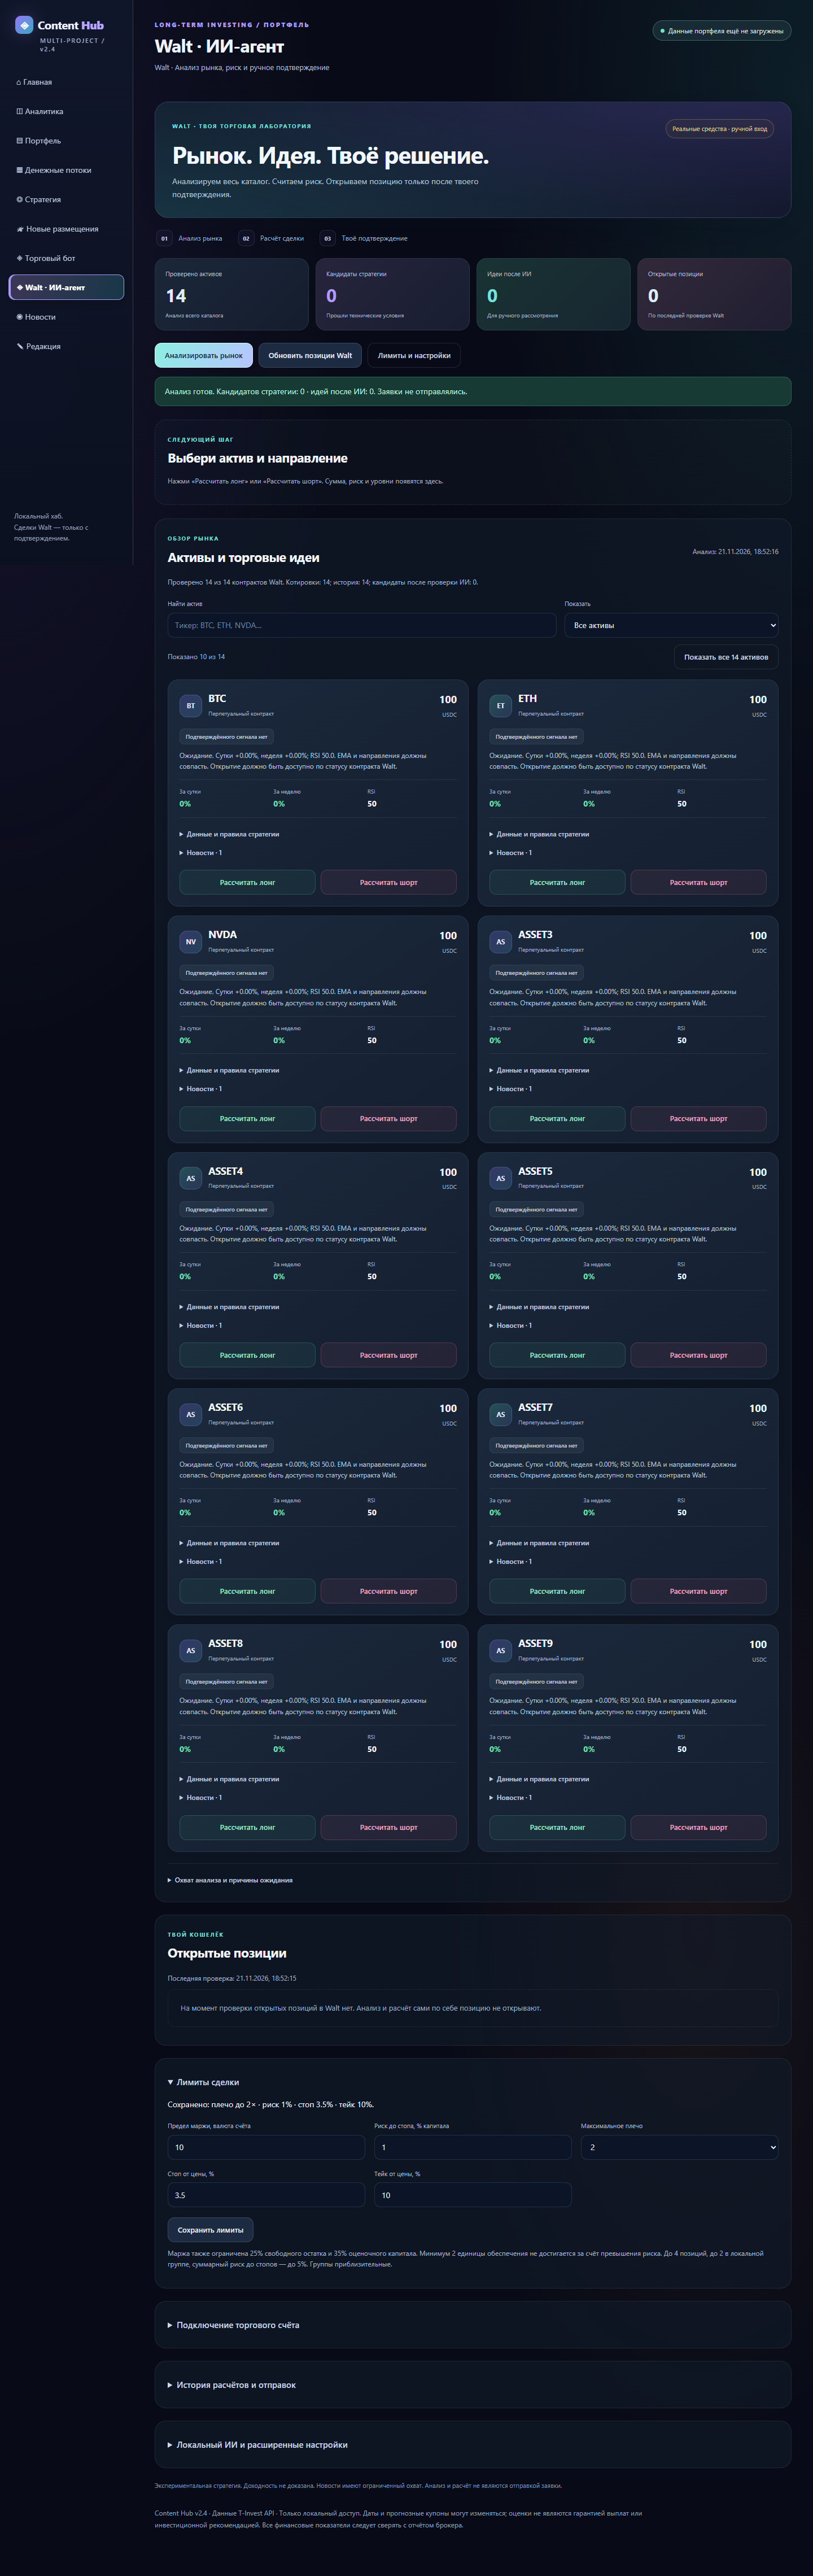 Content Hub
MULTI-PROJECT /
v2.4
Главная
Аналитика
Портфель
Денежные потоки
Стратегия
Новые размещения
Торговый бот
Walt · ИИ-агент
Новости
Редакция
Локальный хаб.
Сделки Walt — только с
подтверждением.
LONG-TERM INVESTING / ПОРТФЕЛЬ
Walt · ИИ-агент
Walt · Анализ рынка, риск и ручное подтверждение
Данные портфеля ещё не загружены
WALT · ТВОЯ ТОРГОВАЯ ЛАБОРАТОРИЯ
Реальные средства · ручной вход
Рынок. Идея. Твоё решение.
Анализируем весь каталог. Считаем риск. Открываем позицию только после твоего
подтверждения.
01 Анализ рынка 02 Расчёт сделки 03 Твоё подтверждение
Проверено активов
14
Анализ всего каталога
Кандидаты стратегии
0
Прошли технические условия
Идеи после ИИ
0
Для ручного рассмотрения
Открытые позиции
0
По последней проверке Walt
Анализировать рынок Обновить позиции Walt Лимиты и настройки
Анализ готов. Кандидатов стратегии: 0 · идей после ИИ: 0. Заявки не отправлялись.
СЛЕДУЮЩИЙ ШАГ
Выбери актив и направление
Нажми «Рассчитать лонг» или «Рассчитать шорт». Сумма, риск и уровни появятся здесь.
ОБЗОР РЫНКА
Активы и торговые идеи
Анализ: 21.11.2026, 18:52:16
Проверено 14 из 14 контрактов Walt. Котировки: 14; история: 14; кандидаты после проверки ИИ: 0.
Найти актив
Тикер: BTC, ETH, NVDA...
Показать
Все активы
Показано 10 из 14
Показать все 14 активов
BT BTC 100
Перпетуальный контракт USDC
Подтверждённого сигнала нет
Ожидание. Сутки +0.00%, неделя +0.00%; RSI 50.0. EMA и направления должны
совпасть. Открытие должно быть доступно по статусу контракта Walt.
За сутки За неделю RSI
0% 0% 50
Данные и правила стратегии
Новости · 1
Рассчитать лонг Рассчитать шорт
ET ETH 100
Перпетуальный контракт USDC
Подтверждённого сигнала нет
Ожидание. Сутки +0.00%, неделя +0.00%; RSI 50.0. EMA и направления должны
совпасть. Открытие должно быть доступно по статусу контракта Walt.
За сутки За неделю RSI
0% 0% 50
Данные и правила стратегии
Новости · 1
Рассчитать лонг Рассчитать шорт
NV NVDA 100
Перпетуальный контракт USDC
Подтверждённого сигнала нет
Ожидание. Сутки +0.00%, неделя +0.00%; RSI 50.0. EMA и направления должны
совпасть. Открытие должно быть доступно по статусу контракта Walt.
За сутки За неделю RSI
0% 0% 50
Данные и правила стратегии
Новости · 1
Рассчитать лонг Рассчитать шорт
AS ASSET3 100
Перпетуальный контракт USDC
Подтверждённого сигнала нет
Ожидание. Сутки +0.00%, неделя +0.00%; RSI 50.0. EMA и направления должны
совпасть. Открытие должно быть доступно по статусу контракта Walt.
За сутки За неделю RSI
0% 0% 50
Данные и правила стратегии
Новости · 1
Рассчитать лонг Рассчитать шорт
AS ASSET4 100
Перпетуальный контракт USDC
Подтверждённого сигнала нет
Ожидание. Сутки +0.00%, неделя +0.00%; RSI 50.0. EMA и направления должны
совпасть. Открытие должно быть доступно по статусу контракта Walt.
За сутки За неделю RSI
0% 0% 50
Данные и правила стратегии
Новости · 1
Рассчитать лонг Рассчитать шорт
AS ASSET5 100
Перпетуальный контракт USDC
Подтверждённого сигнала нет
Ожидание. Сутки +0.00%, неделя +0.00%; RSI 50.0. EMA и направления должны
совпасть. Открытие должно быть доступно по статусу контракта Walt.
За сутки За неделю RSI
0% 0% 50
Данные и правила стратегии
Новости · 1
Рассчитать лонг Рассчитать шорт
AS ASSET6 100
Перпетуальный контракт USDC
Подтверждённого сигнала нет
Ожидание. Сутки +0.00%, неделя +0.00%; RSI 50.0. EMA и направления должны
совпасть. Открытие должно быть доступно по статусу контракта Walt.
За сутки За неделю RSI
0% 0% 50
Данные и правила стратегии
Новости · 1
Рассчитать лонг Рассчитать шорт
AS ASSET7 100
Перпетуальный контракт USDC
Подтверждённого сигнала нет
Ожидание. Сутки +0.00%, неделя +0.00%; RSI 50.0. EMA и направления должны
совпасть. Открытие должно быть доступно по статусу контракта Walt.
За сутки За неделю RSI
0% 0% 50
Данные и правила стратегии
Новости · 1
Рассчитать лонг Рассчитать шорт
AS ASSET8 100
Перпетуальный контракт USDC
Подтверждённого сигнала нет
Ожидание. Сутки +0.00%, неделя +0.00%; RSI 50.0. EMA и направления должны
совпасть. Открытие должно быть доступно по статусу контракта Walt.
За сутки За неделю RSI
0% 0% 50
Данные и правила стратегии
Новости · 1
Рассчитать лонг Рассчитать шорт
AS ASSET9 100
Перпетуальный контракт USDC
Подтверждённого сигнала нет
Ожидание. Сутки +0.00%, неделя +0.00%; RSI 50.0. EMA и направления должны
совпасть. Открытие должно быть доступно по статусу контракта Walt.
За сутки За неделю RSI
0% 0% 50
Данные и правила стратегии
Новости · 1
Рассчитать лонг Рассчитать шорт
Охват анализа и причины ожидания
ТВОЙ КОШЕЛЁК
Открытые позиции
Последняя проверка: 21.11.2026, 18:52:15
На момент проверки открытых позиций в Walt нет. Анализ и расчёт сами по себе позицию не открывают.
Лимиты сделки
Сохранено: плечо до 2× · риск 1% · стоп 3.5% · тейк 10%.
Предел маржи, валюта счёта Риск до стопа, % капитала Максимальное плечо
10 1 2
Стоп от цены, % Тейк от цены, %
3.5 10
Сохранить лимиты
Маржа также ограничена 25% свободного остатка и 35% оценочного капитала. Минимум 2 единицы обеспечения не достигается за счёт превышения риска. До 4 позиций, до 2 в локальной
группе, суммарный риск до стопов — до 5%. Группы приблизительные.
Подключение торгового счёта
История расчётов и отправок
Локальный ИИ и расширенные настройки
Экспериментальная стратегия. Доходность не доказана. Новости имеют ограниченный охват. Анализ и расчёт не являются отправкой заявки.
Content Hub v2.4 · Данные T-Invest API · Только локальный доступ. Даты и прогнозные купоны могут изменяться; оценки не являются гарантией выплат или
инвестиционной рекомендацией. Все финансовые показатели следует сверять с отчётом брокера.